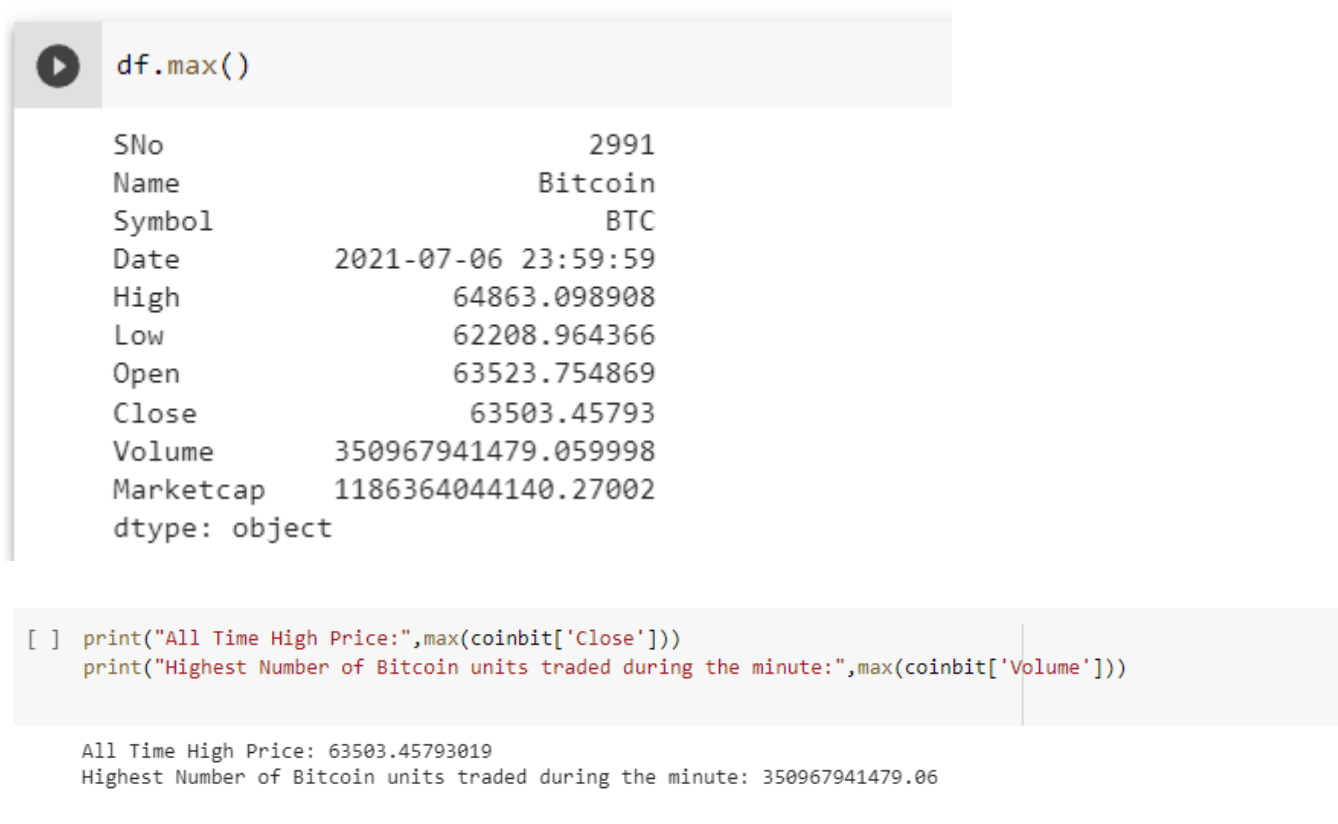 df.max()
SNo 2991
Name Bitcoin
Symbol BTC
Date 2021-07-06 23:59:59
High 64863.098908
Low 62208.964366
Open 63523.754869
Close 63503.45793
Volume 350967941479.059998
Marketcap 1186364044140.27002
dtype: object
[ ] print("All Time High Price:",max(coinbit['Close']))
print("Highest Number of Bitcoin units traded during the minute:",max(coinbit['Volume']))
All Time High Price: 63503.45793019
Highest Number of Bitcoin units traded during the minute: 350967941479.06